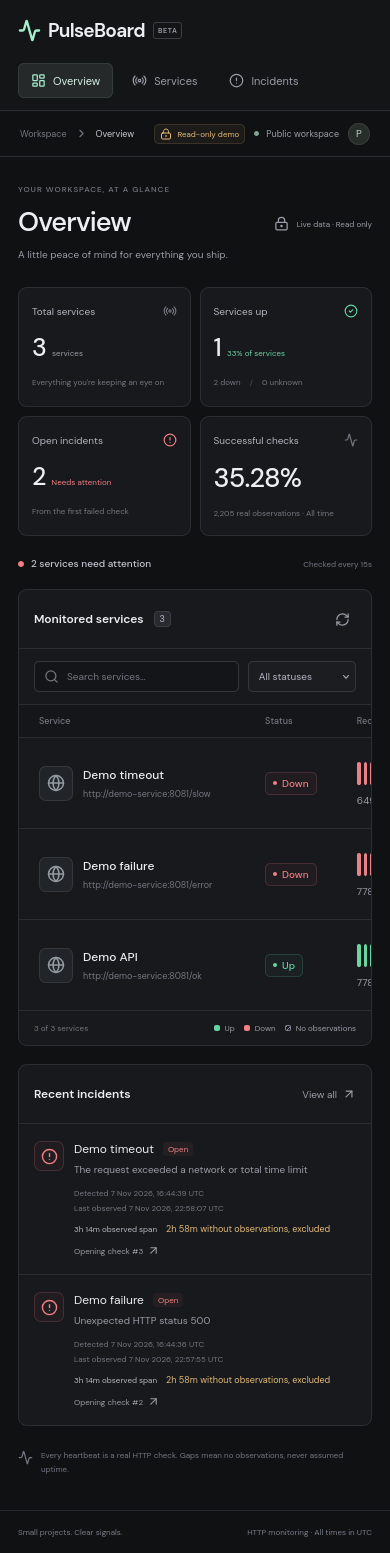 PulseBoard BETA
Overview Services Incidents
Workspace > Overview Read-only demo Public workspace P
YOUR WORKSPACE, AT A GLANCE
Overview
Live data · Read only
A little peace of mind for everything you ship.
Total services
3 services
Everything you're keeping an eye on
Services up
1 33% of services
2 down / 0 unknown
Open incidents
2 Needs attention
From the first failed check
Successful checks
35.28%
2,205 real observations · All time
2 services need attention
Checked every 15s
Monitored services 3
Search services...
All statuses
Service Status
Demo timeout
http://demo-service:8081/slow
Down
Demo failure
http://demo-service:8081/error
Down
778
Demo API
http://demo-service:8081/ok
Up
778
3 of 3 services
Up Down No observations
Recent incidents
View all
Demo timeout Open
The request exceeded a network or total time limit
Detected 7 Nov 2026, 16:44:39 UTC
Last observed 7 Nov 2026, 22:58:07 UTC
3h 14m observed span 2h 58m without observations, excluded
Opening check #3
Demo failure Open
Unexpected HTTP status 500
Detected 7 Nov 2026, 16:44:36 UTC
Last observed 7 Nov 2026, 22:57:55 UTC
3h 14m observed span 2h 58m without observations, excluded
Opening check #2
Every heartbeat is a real HTTP check. Gaps mean no observations, never assumed
uptime.
Small projects. Clear signals.
HTTP monitoring · All times in UTC